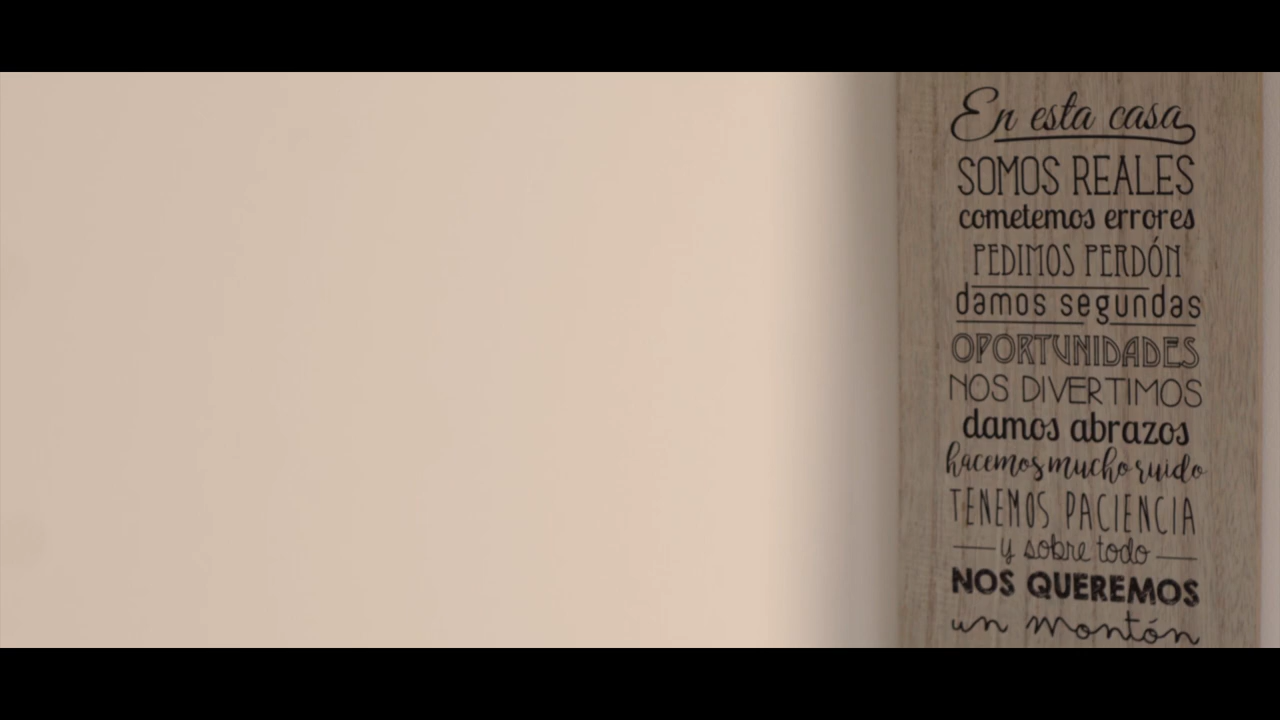 En esta casa
SOMOS REALES
cometemos errores
PEDIMOS PERDÓN
damos segundas
OPORTUNIDADES
NOS DIVERTIMOS
damos abrazos
hacemos mucho ruido
TENEMOS PACIENCIA
y sobre todo
NOS QUEREMOS
un montón